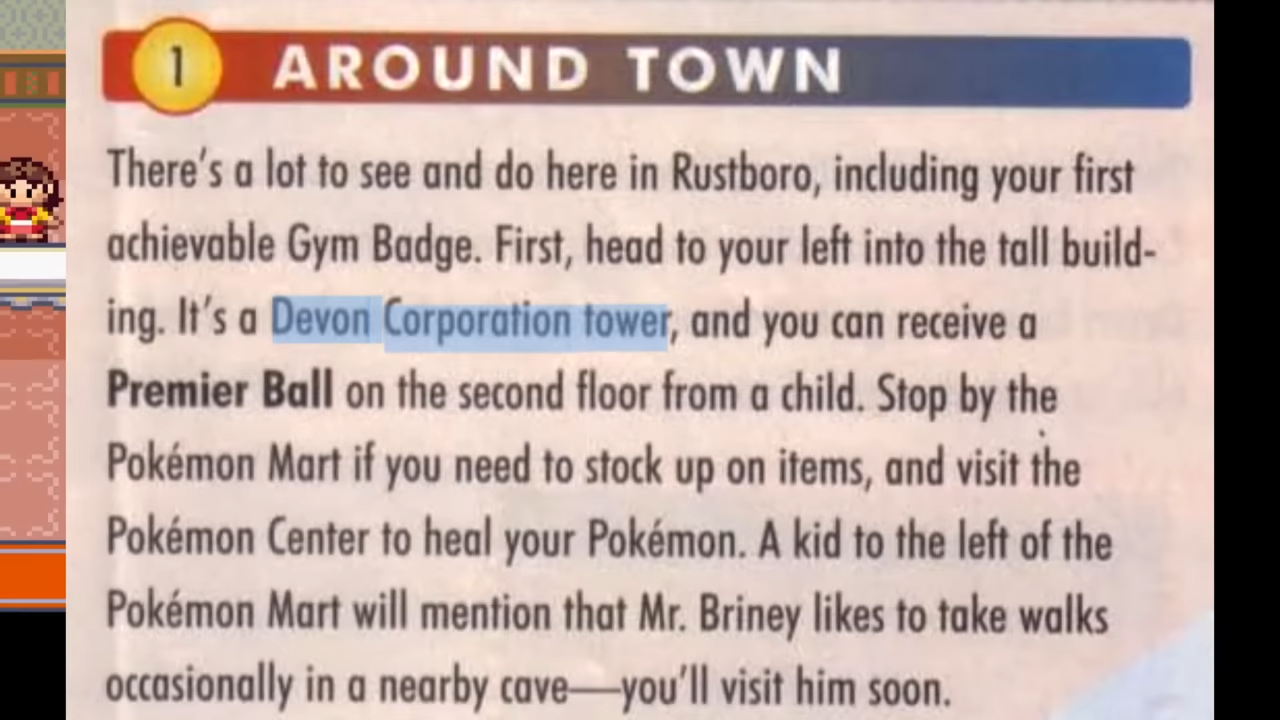 1 AROUND TOWN
There's a lot to see and do here in Rustboro, including your first
achievable Gym Badge. First, head to your left into the tall build-
ing. It's a Devon Corporation tower, and you can receive a
Premier Ball on the second floor from a child. Stop by the
Pokémon Mart if you need to stock up on items, and visit the
Pokémon Center to heal your Pokémon. A kid to the left of the
Pokémon Mart will mention that Mr. Briney likes to take walks
occasionally in a nearby cave—you'll visit him soon.